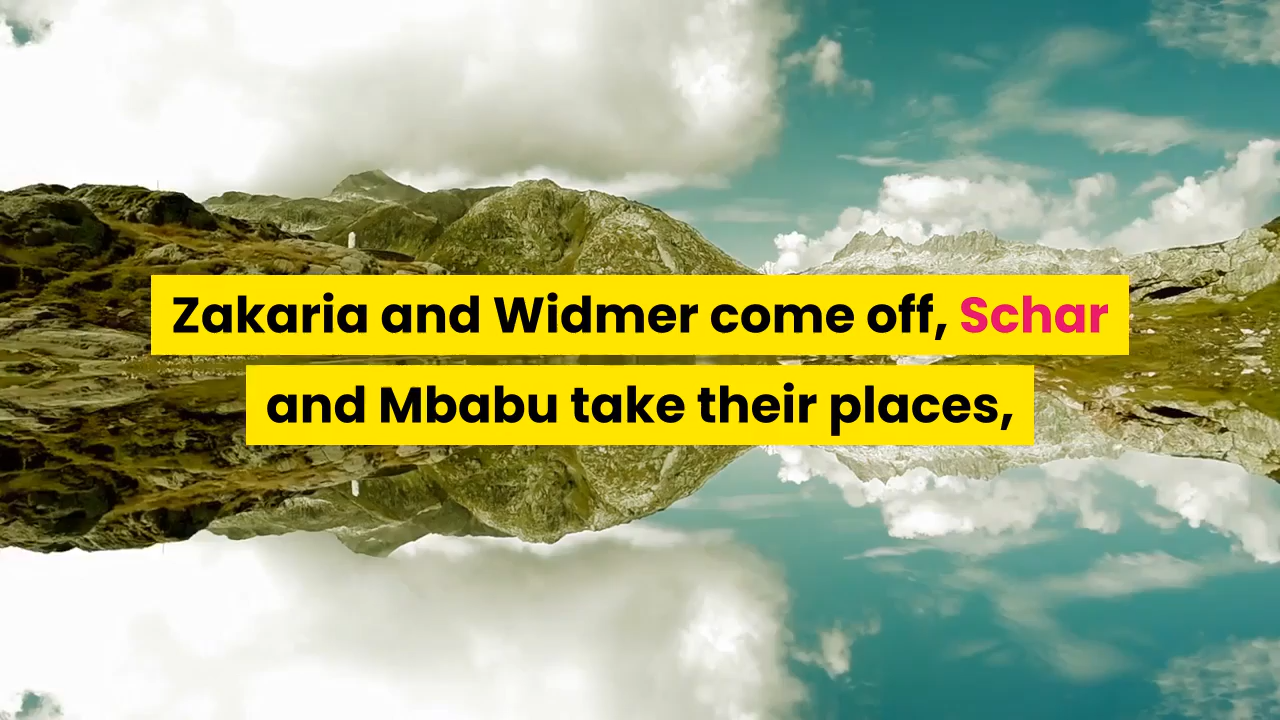 Zakaria and Widmer come off, Schar
and Mbabu take their places,